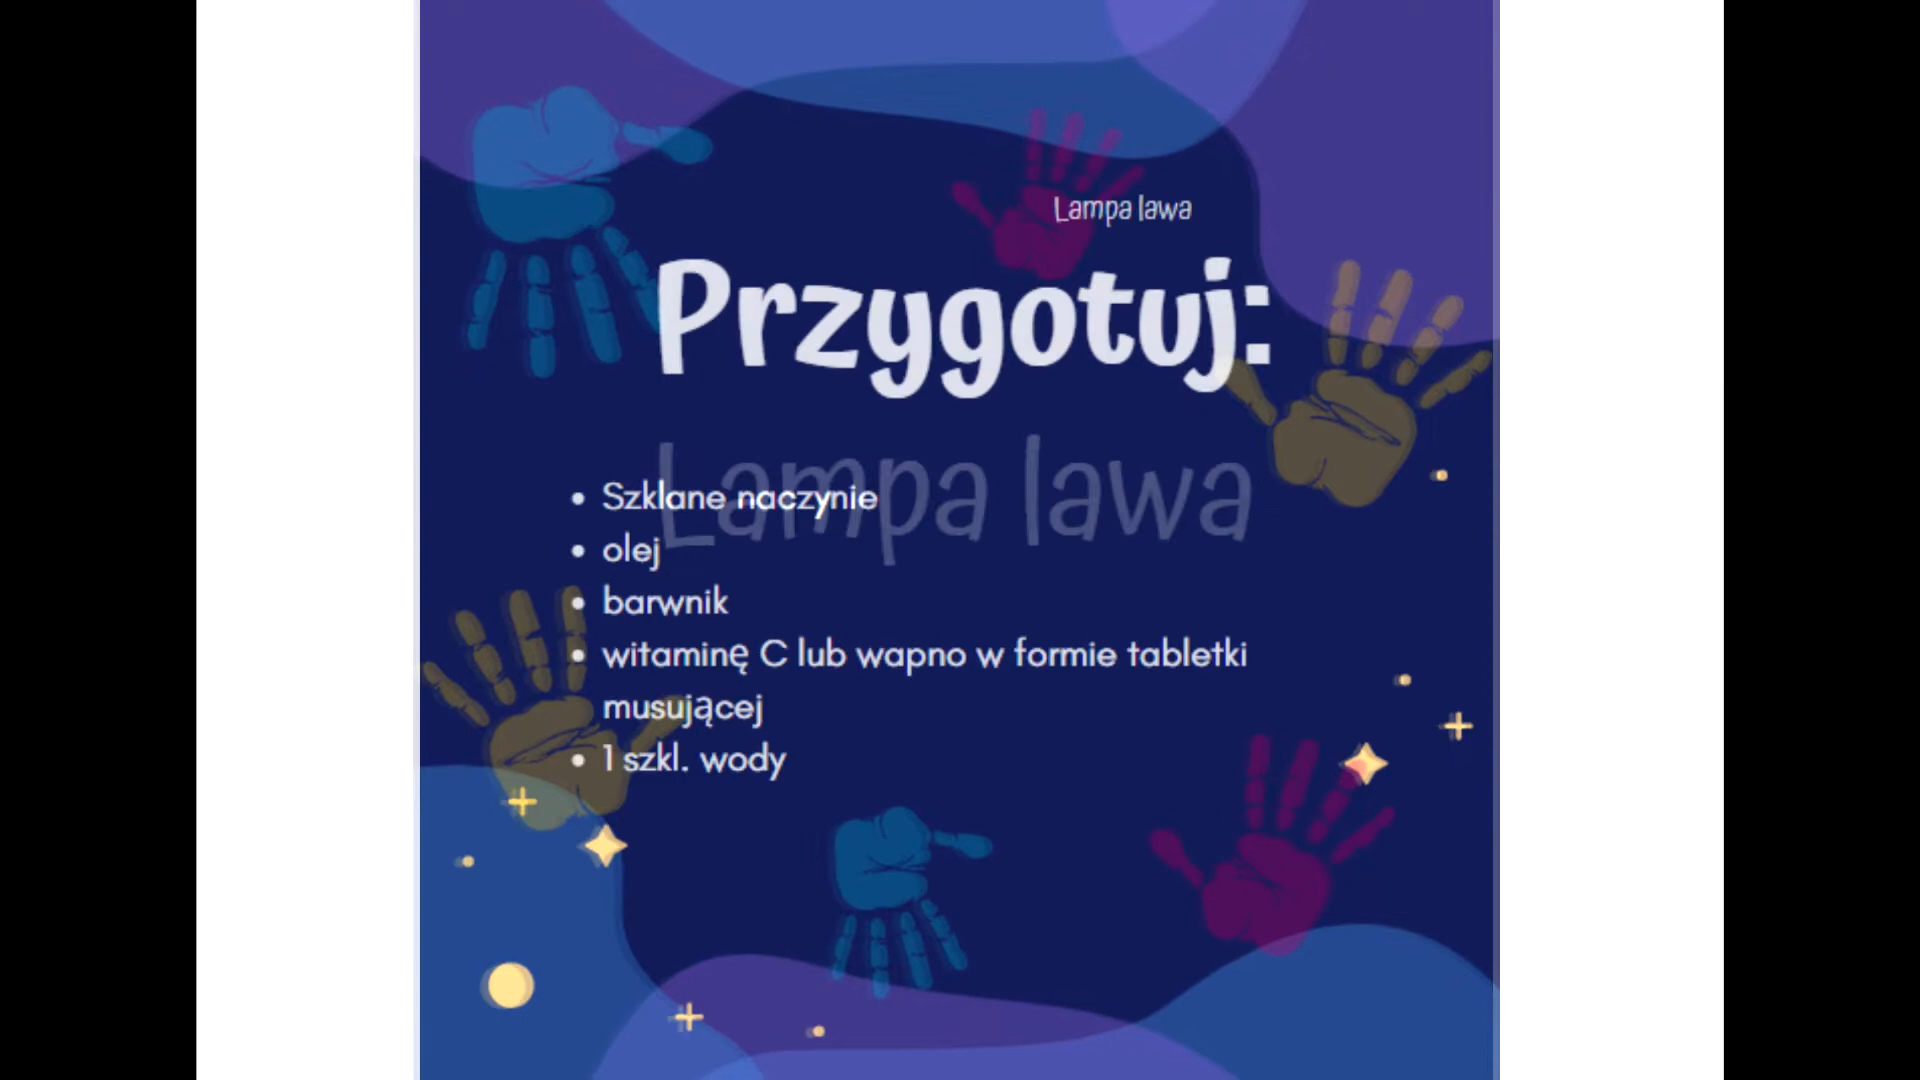 Lampa lawa
Przygotuj:
Lampa lawa
Szklane naczynie
olej
barwnik
witaminę C lub wapno w formie tabletki
musującej
1 szkl. wody